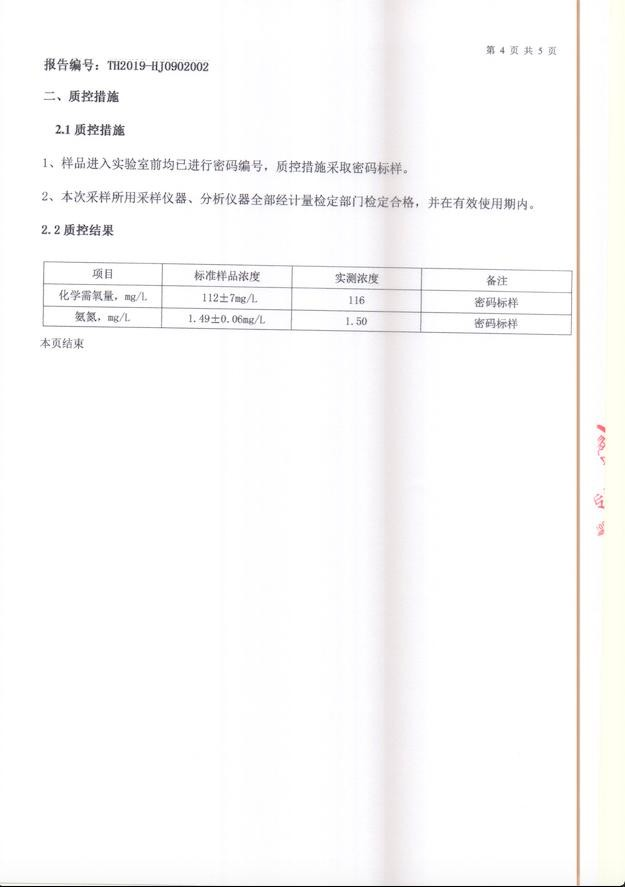 第 4 页 共 5 页
报告编号：TH2019-HJ0902002
二、质控措施
2.1 质控措施
1、样品进入实验室前均已进行密码编号，质控措施采取密码标样。
2、本次采样所用采样仪器、分析仪器全部经计量检定部门检定合格，并在有效使用期内。
2.2 质控结果
项目 标准样品浓度 实测浓度 备注
化学需氧量，mg/L 112±7mg/L 116 密码标样
氨氮，mg/L 1.49±0.06mg/L 1.50 密码标样
本页结束